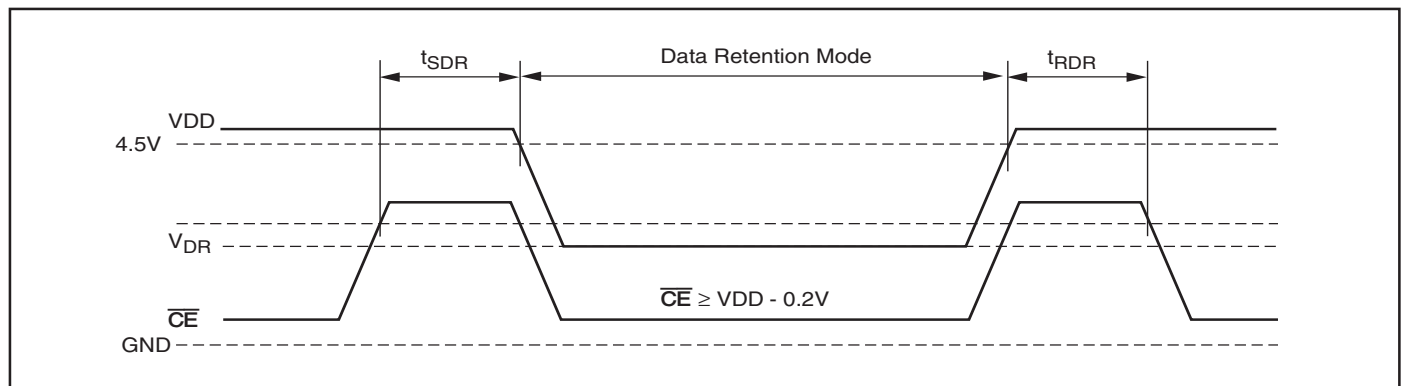 tSDR
Data Retention Mode
tRDR
VDD
4.5V
VDR
CE ≥ VDD - 0.2V
CE
GND